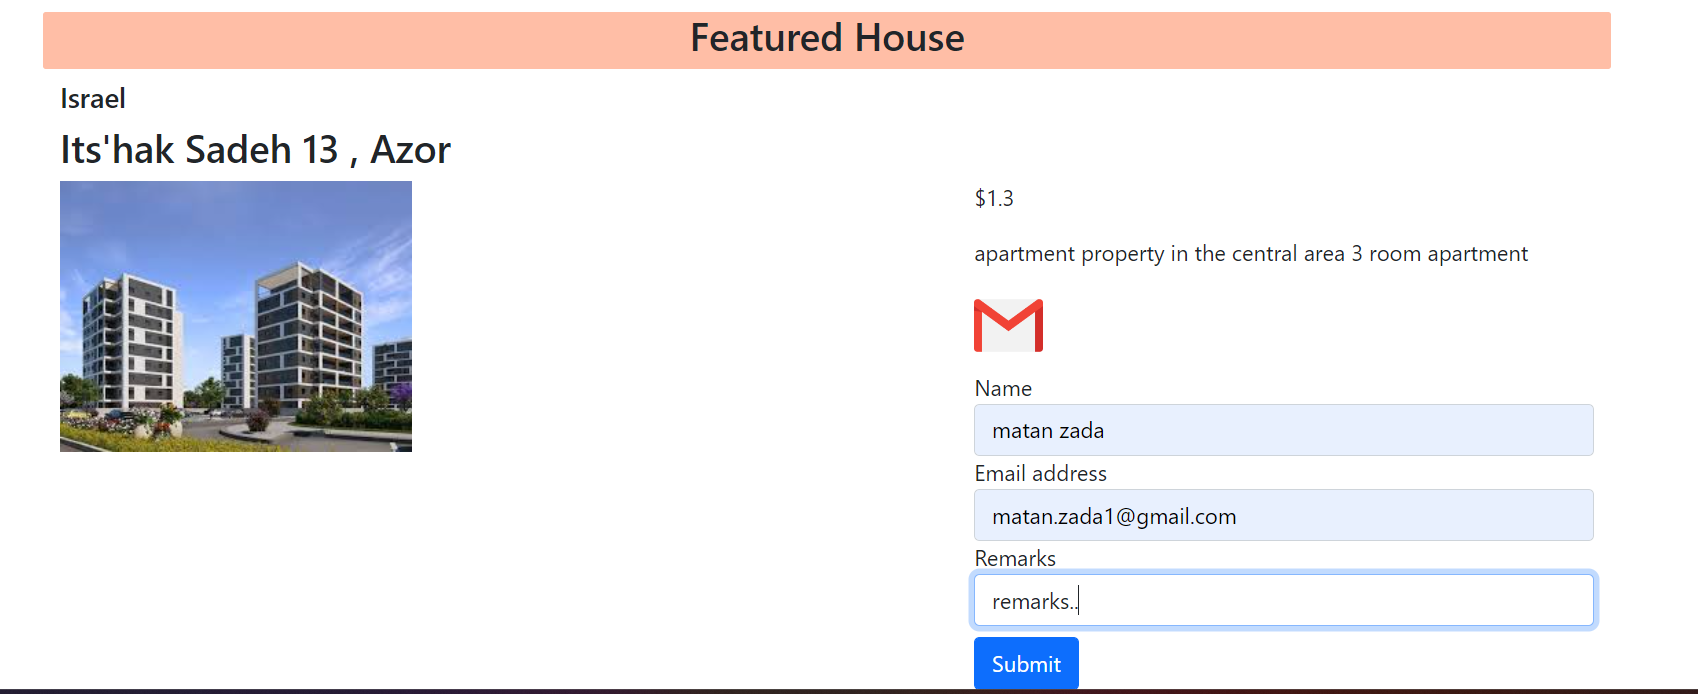 Featured House
Israel
Its'hak Sadeh 13 , Azor
$1.3
apartment property in the central area 3 room apartment
Name
matan zada
Email address
matan.zada1@gmail.com
Remarks
remarks..
Submit